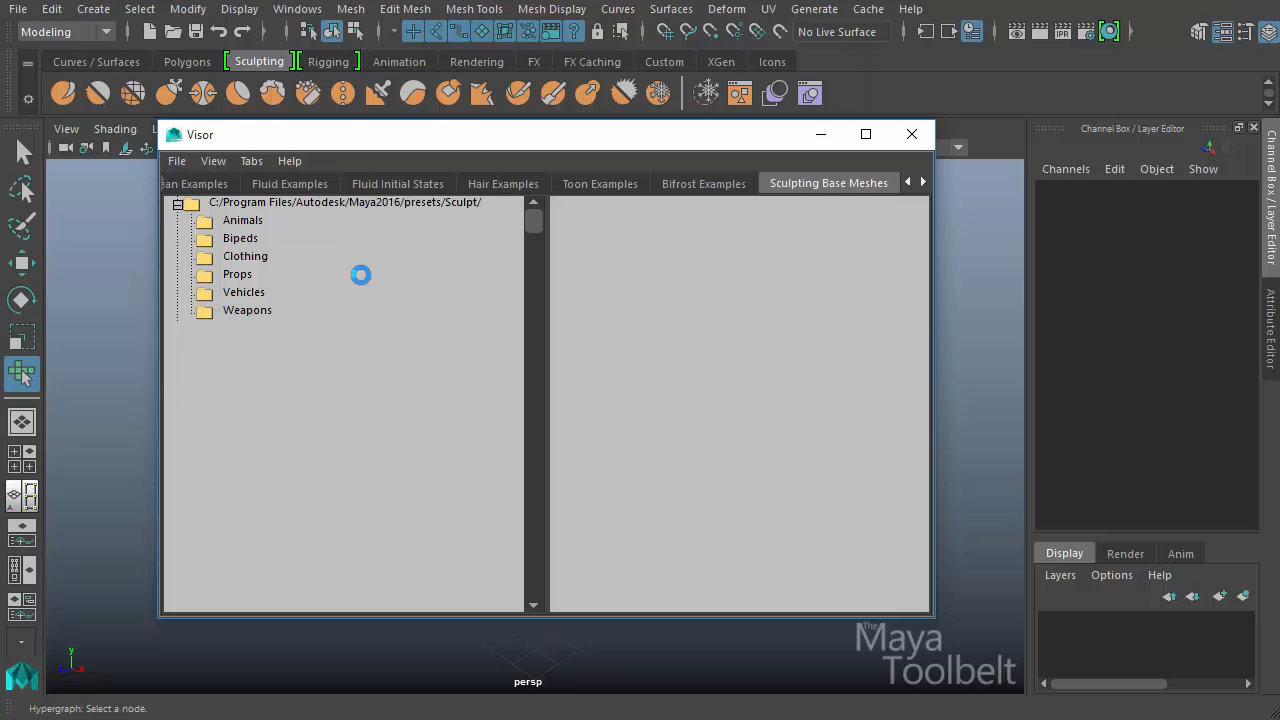 File Edit Create Select Modify Display Windows Mesh Edit Mesh Mesh Tools Mesh Display Curves Surfaces Deform UV Generate Cache Help
Modeling
IPR
No Live Surface
Curves / Surfaces Polygons Sculpting Rigging Animation Rendering FX FX Caching Custom XGen Icons
View Shading
Channel Box / Layer Editor
Visor
File View Tabs Help
ean Examples Fluid Examples Fluid Initial States Hair Examples Toon Examples Bifrost Examples Sculpting Base Meshes
C:/Program Files/Autodesk/Maya2016/presets/Sculpt/
Animals
Bipeds
Clothing
Props
Vehicles
Weapons
Channels Edit Object Show
Channel Box / Layer Editor
Attribute Editor
Display Render Anim
Layers Options Help
The
Maya
Toolbelt
y
x
z
persp
Hypergraph: Select a node.